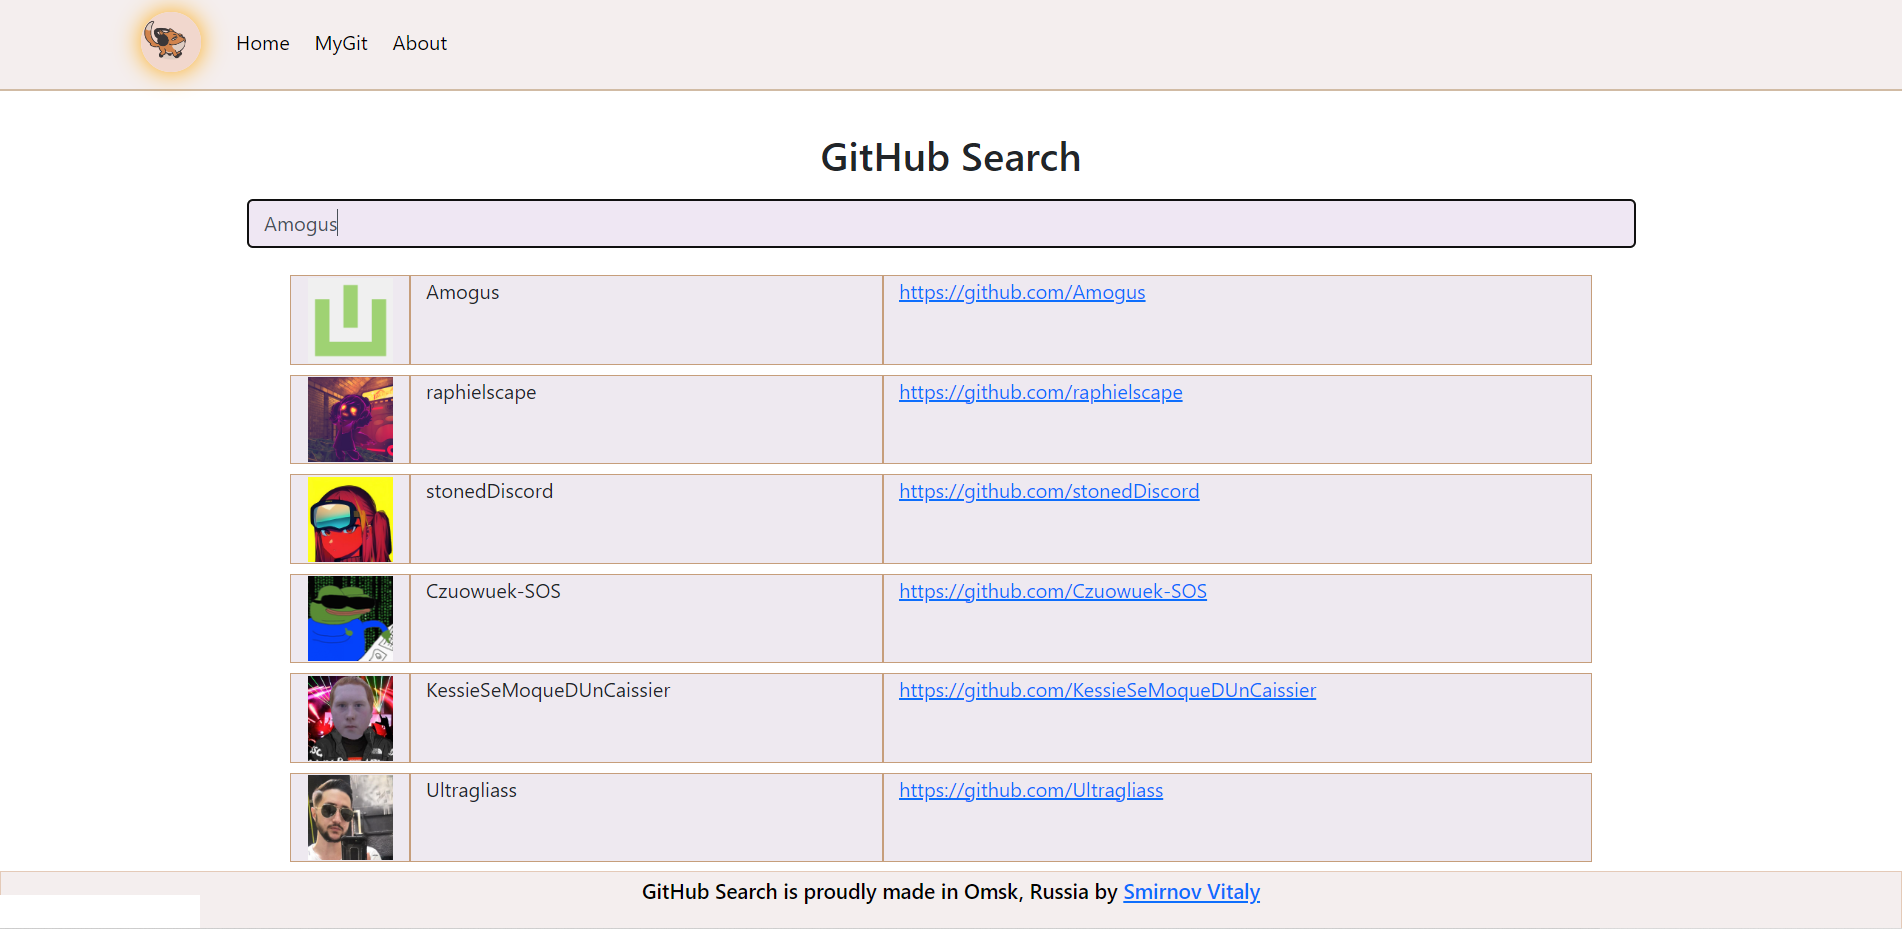 Home MyGit About
GitHub Search
Amogus
Amogus https://github.com/Amogus
raphielscape https://github.com/raphielscape
stonedDiscord https://github.com/stonedDiscord
Czuowuek-SOS https://github.com/Czuowuek-SOS
KessieSeMoqueDUnCaissier https://github.com/KessieSeMoqueDUnCaissier
Ultragliass https://github.com/Ultragliass
GitHub Search is proudly made in Omsk, Russia by Smirnov Vitaly